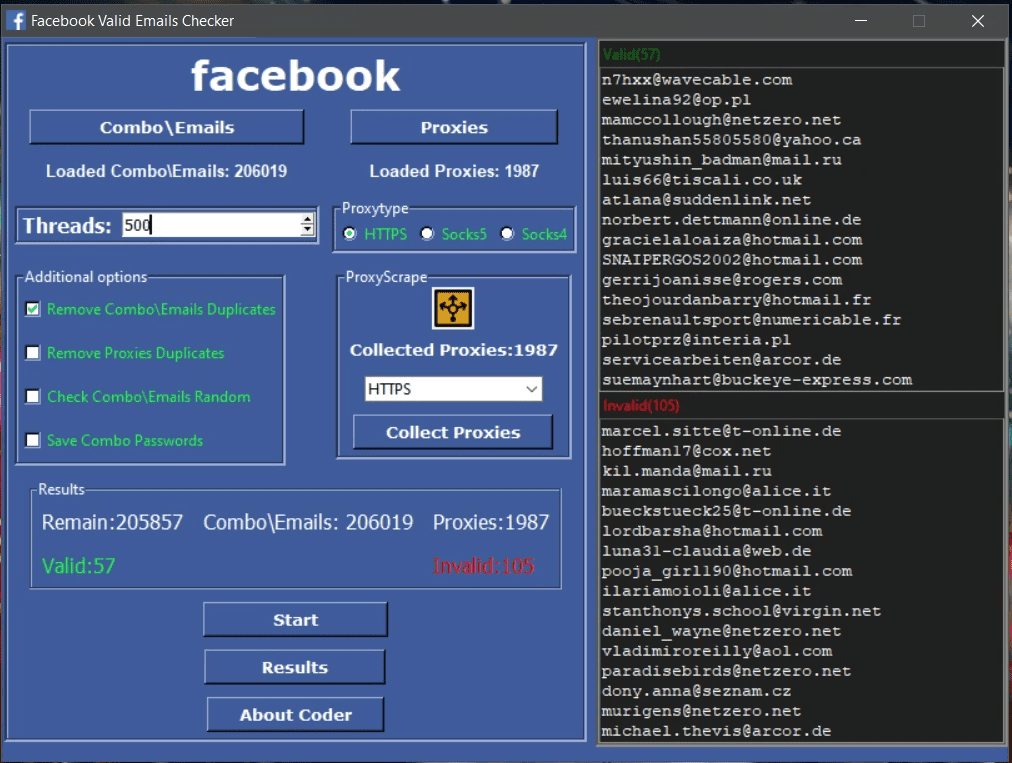 Facebook Valid Emails Checker
facebook
Combo\Emails
Proxies
Loaded Combo\Emails: 206019
Loaded Proxies: 1987
Threads: 500
Proxytype
HTTPS Socks5 Socks4
Additional options
Remove Combo\Emails Duplicates
Remove Proxies Duplicates
Check Combo\Emails Random
Save Combo Passwords
ProxyScrape
Collected Proxies:1987
HTTPS
Collect Proxies
Results
Remain:205857 Combo\Emails: 206019 Proxies:1987
Valid:57 Invalid:105
Start
Results
About Coder
Valid(57)
n7hxx@wavecable.com
ewelina92@op.pl
mamccollough@netzero.net
thanushan55805580@yahoo.ca
mityushin_badman@mail.ru
luis66@tiscali.co.uk
atlana@suddenlink.net
norbert.dettmann@online.de
gracielaloaiza@hotmail.com
SNAIPERGOS2002@hotmail.com
gerrijoanisse@rogers.com
theojourdanbarry@hotmail.fr
sebrenaultsport@numericable.fr
pilotprz@interia.pl
servicearbeiten@arcor.de
suemaynhart@buckeye-express.com
Invalid(105)
marcel.sitte@t-online.de
hoffman17@cox.net
kil.manda@mail.ru
maramascilongo@alice.it
bueckstueck25@t-online.de
lordbarsha@hotmail.com
luna31-claudia@web.de
pooja_girl190@hotmail.com
ilariamoioli@alice.it
stanthonys.school@virgin.net
daniel_wayne@netzero.net
vladimiroreilly@aol.com
paradisebirds@netzero.net
dony.anna@seznam.cz
murigens@netzero.net
michael.thevis@arcor.de